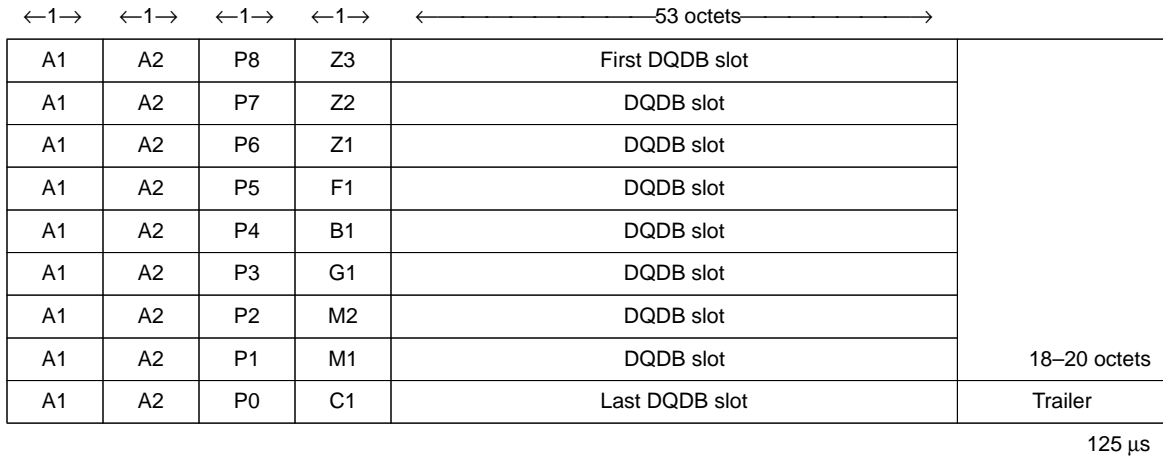 ←1→ ←1→ ←1→ ←1→ ←53 octets→
A1 A2 P8 Z3 First DQDB slot
A1 A2 P7 Z2 DQDB slot
A1 A2 P6 Z1 DQDB slot
A1 A2 P5 F1 DQDB slot
A1 A2 P4 B1 DQDB slot
A1 A2 P3 G1 DQDB slot
A1 A2 P2 M2 DQDB slot
A1 A2 P1 M1 DQDB slot 18–20 octets
A1 A2 P0 C1 Last DQDB slot Trailer
125 µs